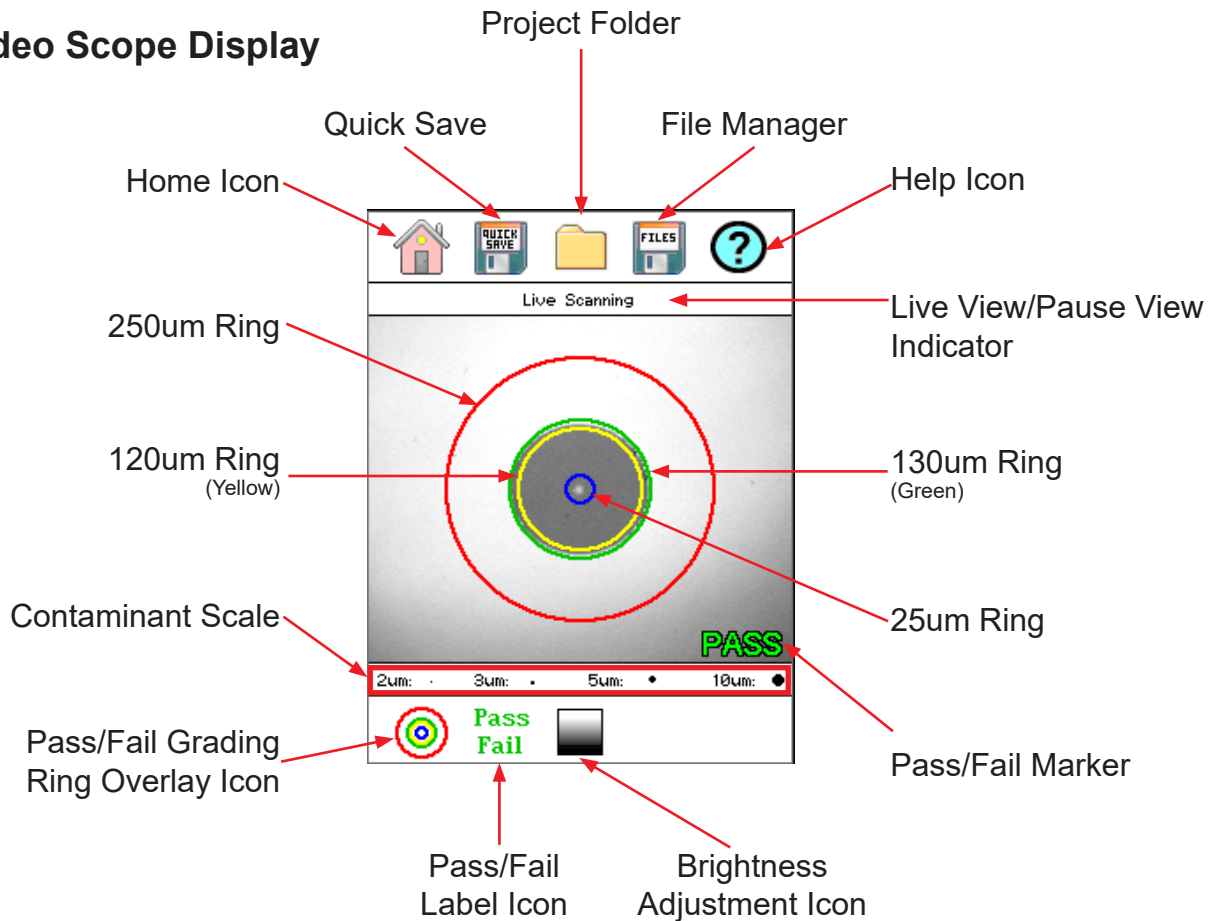 Scope Display
Project Folder
Quick Save
File Manager
Home Icon
Help Icon
QUICK
SAVE
FILES
?
Live Scanning
Live View/Pause View
Indicator
250um Ring
120um Ring
(Yellow)
130um Ring
(Green)
25um Ring
Contaminant Scale
PASS
2um:
3um:
5um:
10um:
Pass
Fail
Pass/Fail Grading
Ring Overlay Icon
Pass/Fail Marker
Pass/Fail
Label Icon
Brightness
Adjustment Icon